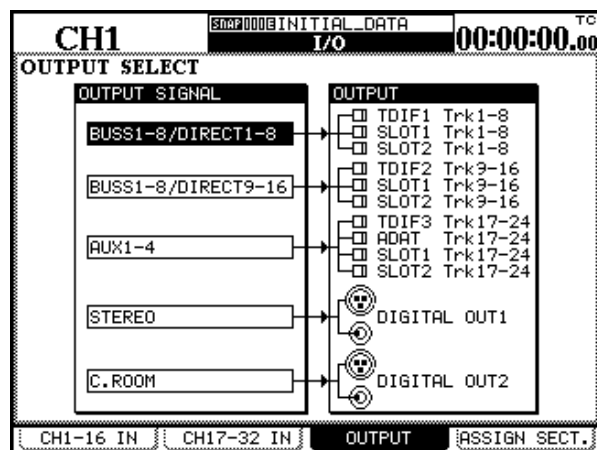 CH1
SNAP000 INITIAL_DATA
I/O
TC
00:00:00.00
OUTPUT SELECT
OUTPUT SIGNAL
OUTPUT
BUSS1-8/DIRECT1-8
TDIF1 Trk1-8
SLOT1 Trk1-8
SLOT2 Trk1-8
BUSS1-8/DIRECT9-16
TDIF2 Trk9-16
SLOT1 Trk9-16
SLOT2 Trk9-16
AUX1-4
TDIF3 Trk17-24
ADAT Trk17-24
SLOT1 Trk17-24
SLOT2 Trk17-24
STEREO
DIGITAL OUT1
C.ROOM
DIGITAL OUT2
CH1-16 IN
CH17-32 IN
OUTPUT
ASSIGN SECT.